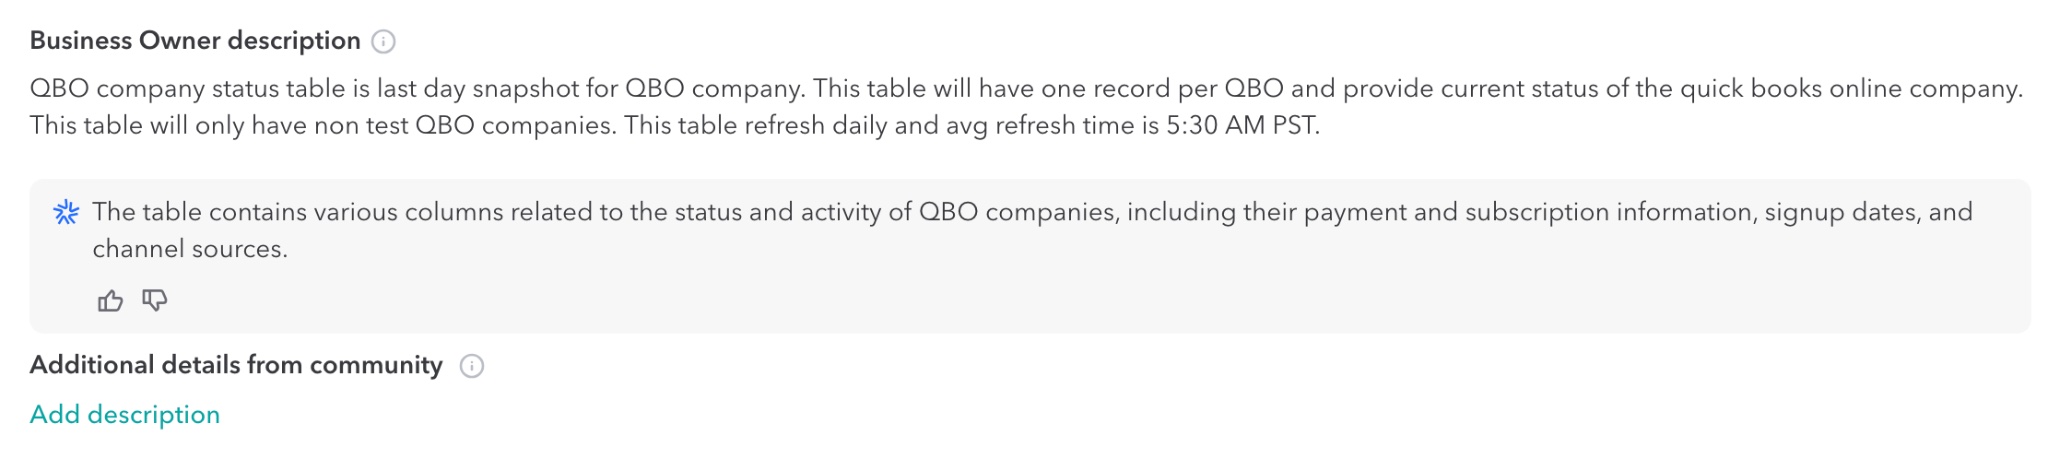 Business Owner description
QBO company status table is last day snapshot for QBO company. This table will have one record per QBO and provide current status of the quick books online company.
This table will only have non test QBO companies. This table refresh daily and avg refresh time is 5:30 AM PST.
The table contains various columns related to the status and activity of QBO companies, including their payment and subscription information, signup dates, and
channel sources.
Additional details from community
Add description